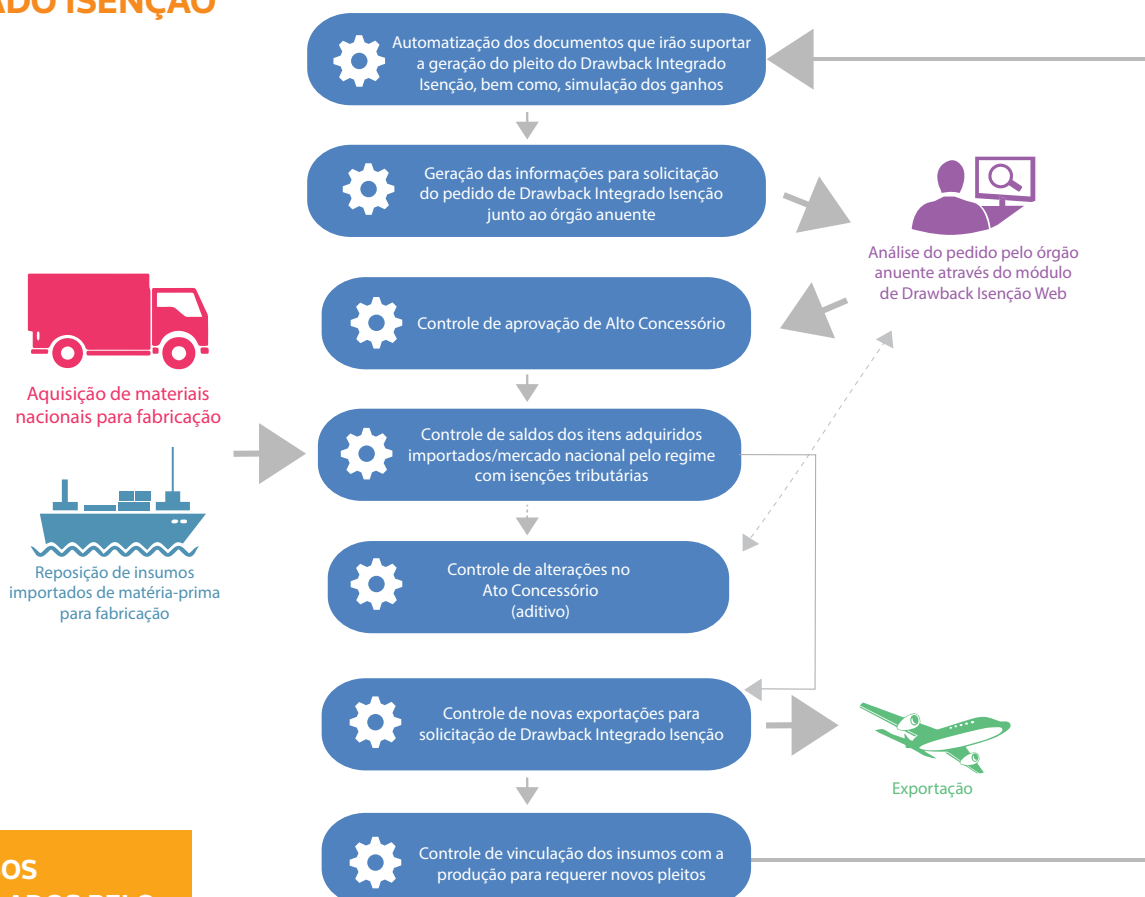 ADO ISENÇÃO
Automatização dos documentos que irão suportar
a geração do pleito do Drawback Integrado
Isenção, bem como, simulação dos ganhos
Geração das informações para solicitação
do pedido de Drawback Integrado Isenção
junto ao órgão anuente
Análise do pedido pelo órgão
anuente através do módulo
de Drawback Isenção Web
Controle de aprovação de Alto Concessório
Aquisição de materiais
nacionais para fabricação
Controle de saldos dos itens adquiridos
importados/mercado nacional pelo regime
com isenções tributárias
Reposição de insumos
importados de matéria-prima
para fabricação
Controle de alterações no
Ato Concessório
(aditivo)
Controle de novas exportações para
solicitação de Drawback Integrado Isenção
Exportação
Controle de vinculação dos insumos com a
produção para requerer novos pleitos
OS